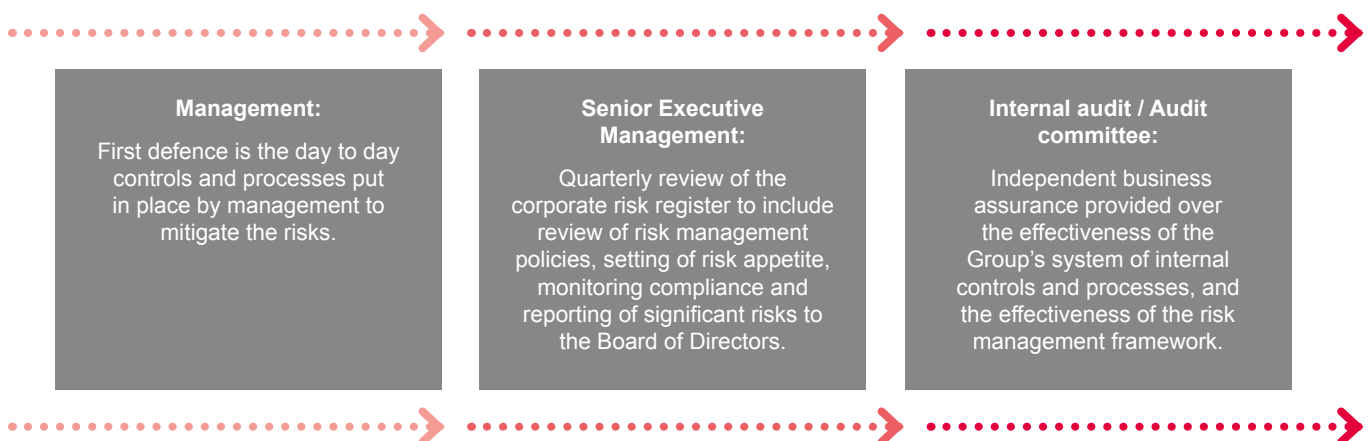 Management:
First defence is the day to day
controls and processes put
in place by management to
mitigate the risks.
Senior Executive
Management:
Quarterly review of the
corporate risk register to include
review of risk management
policies, setting of risk appetite,
monitoring compliance and
reporting of significant risks to
the Board of Directors.
Internal audit / Audit
committee:
Independent business
assurance provided over
the effectiveness of the
Group’s system of internal
controls and processes, and
the effectiveness of the risk
management framework.